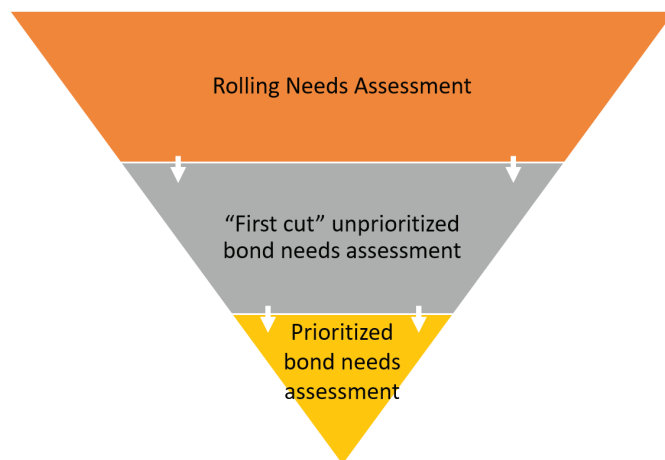 Rolling Needs Assessment
“First cut” unprioritized
bond needs assessment
Prioritized
bond needs
assessment